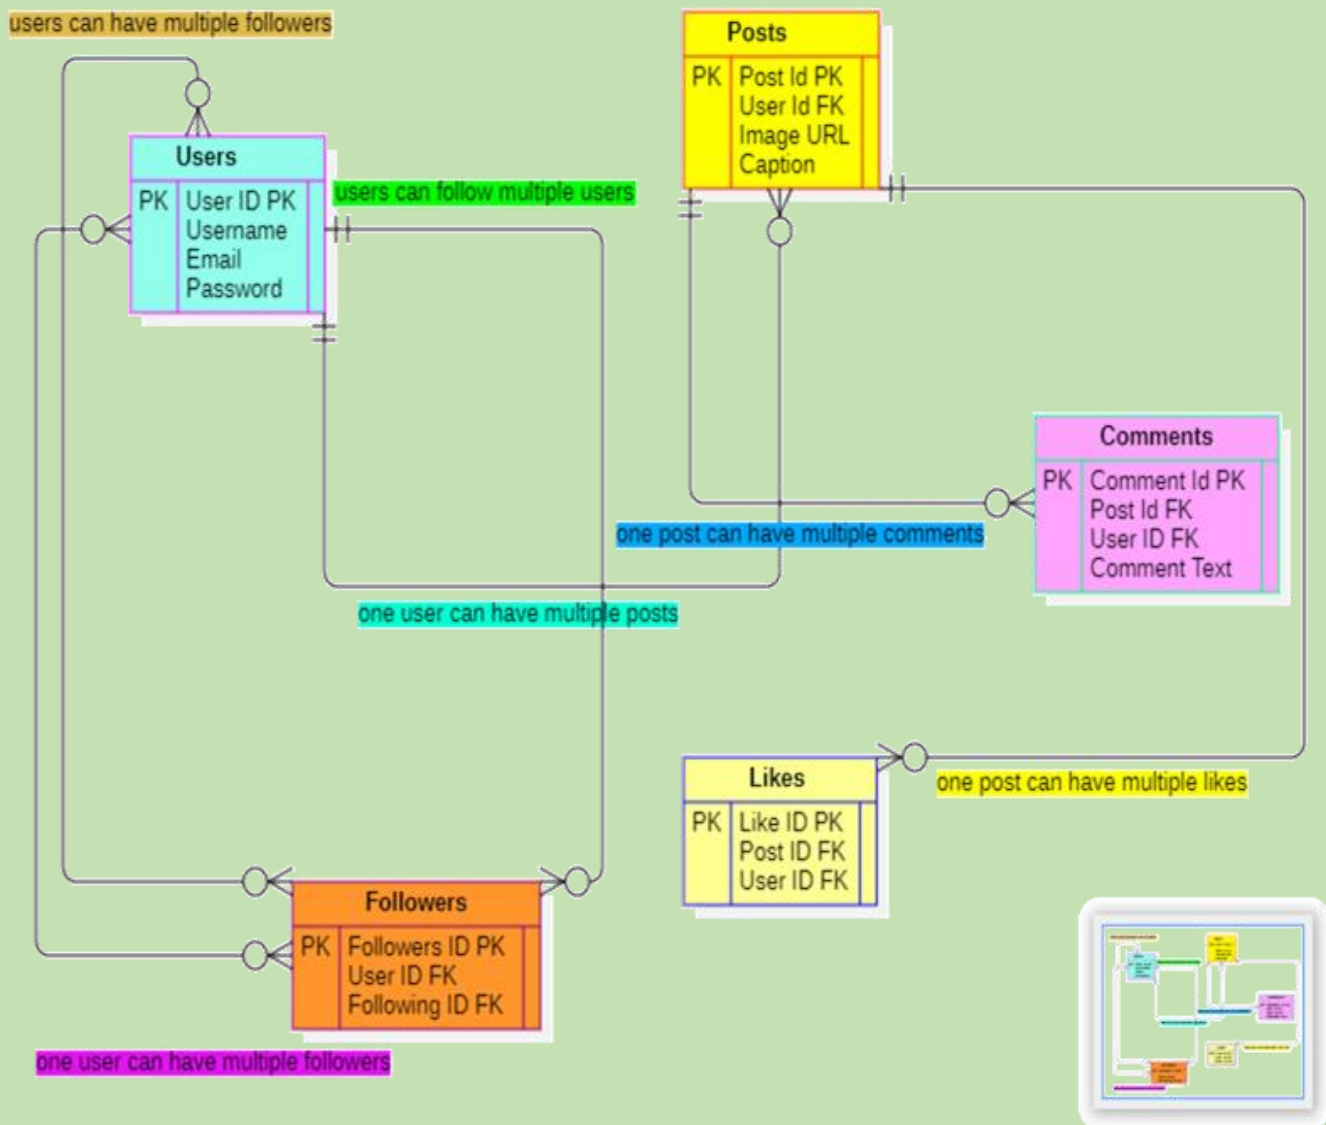 users can have multiple followers
Posts
PK Post Id PK
User Id FK
Image URL
Caption
Users
PK User ID PK
Username
Email
Password
users can follow multiple users
Comments
PK Comment Id PK
Post Id FK
User ID FK
Comment Text
one post can have multiple comments
one user can have multiple posts
Likes
PK Like ID PK
Post ID FK
User ID FK
one post can have multiple likes
Followers
PK Followers ID PK
User ID FK
Following ID FK
one user can have multiple followers